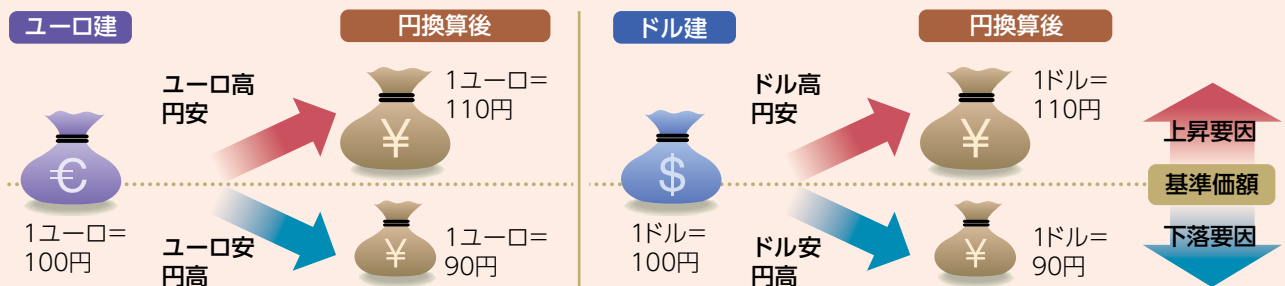 ユーロ建
円換算後
ユーロ高
円安
1ユーロ=
110円
¥
€
1ユーロ=
100円
ユーロ安
円高
¥
1ユーロ=
90円
ドル建
円換算後
ドル高
円安
1ドル=
110円
¥
$
1ドル=
100円
ドル安
円高
¥
1ドル=
90円
上昇要因
基準価額
下落要因